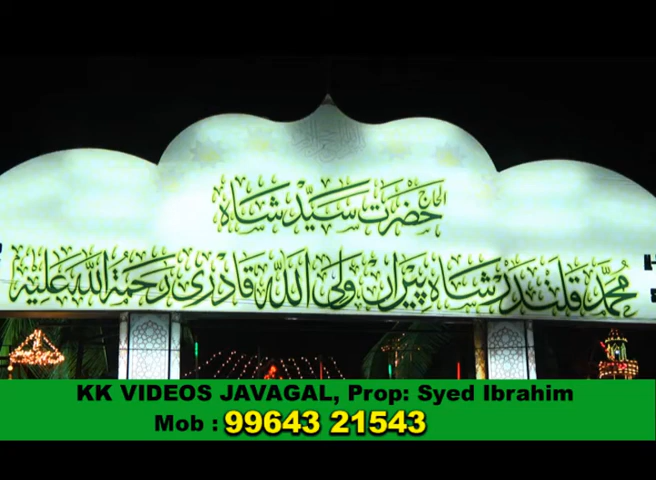 الحاج حضرت سید شاہ
محمد قلندر شاہ پیران ولی اللہ قادری رحمۃ اللہ علیہ
KK VIDEOS JAVAGAL, Prop: Syed Ibrahim
Mob : 99643 21543